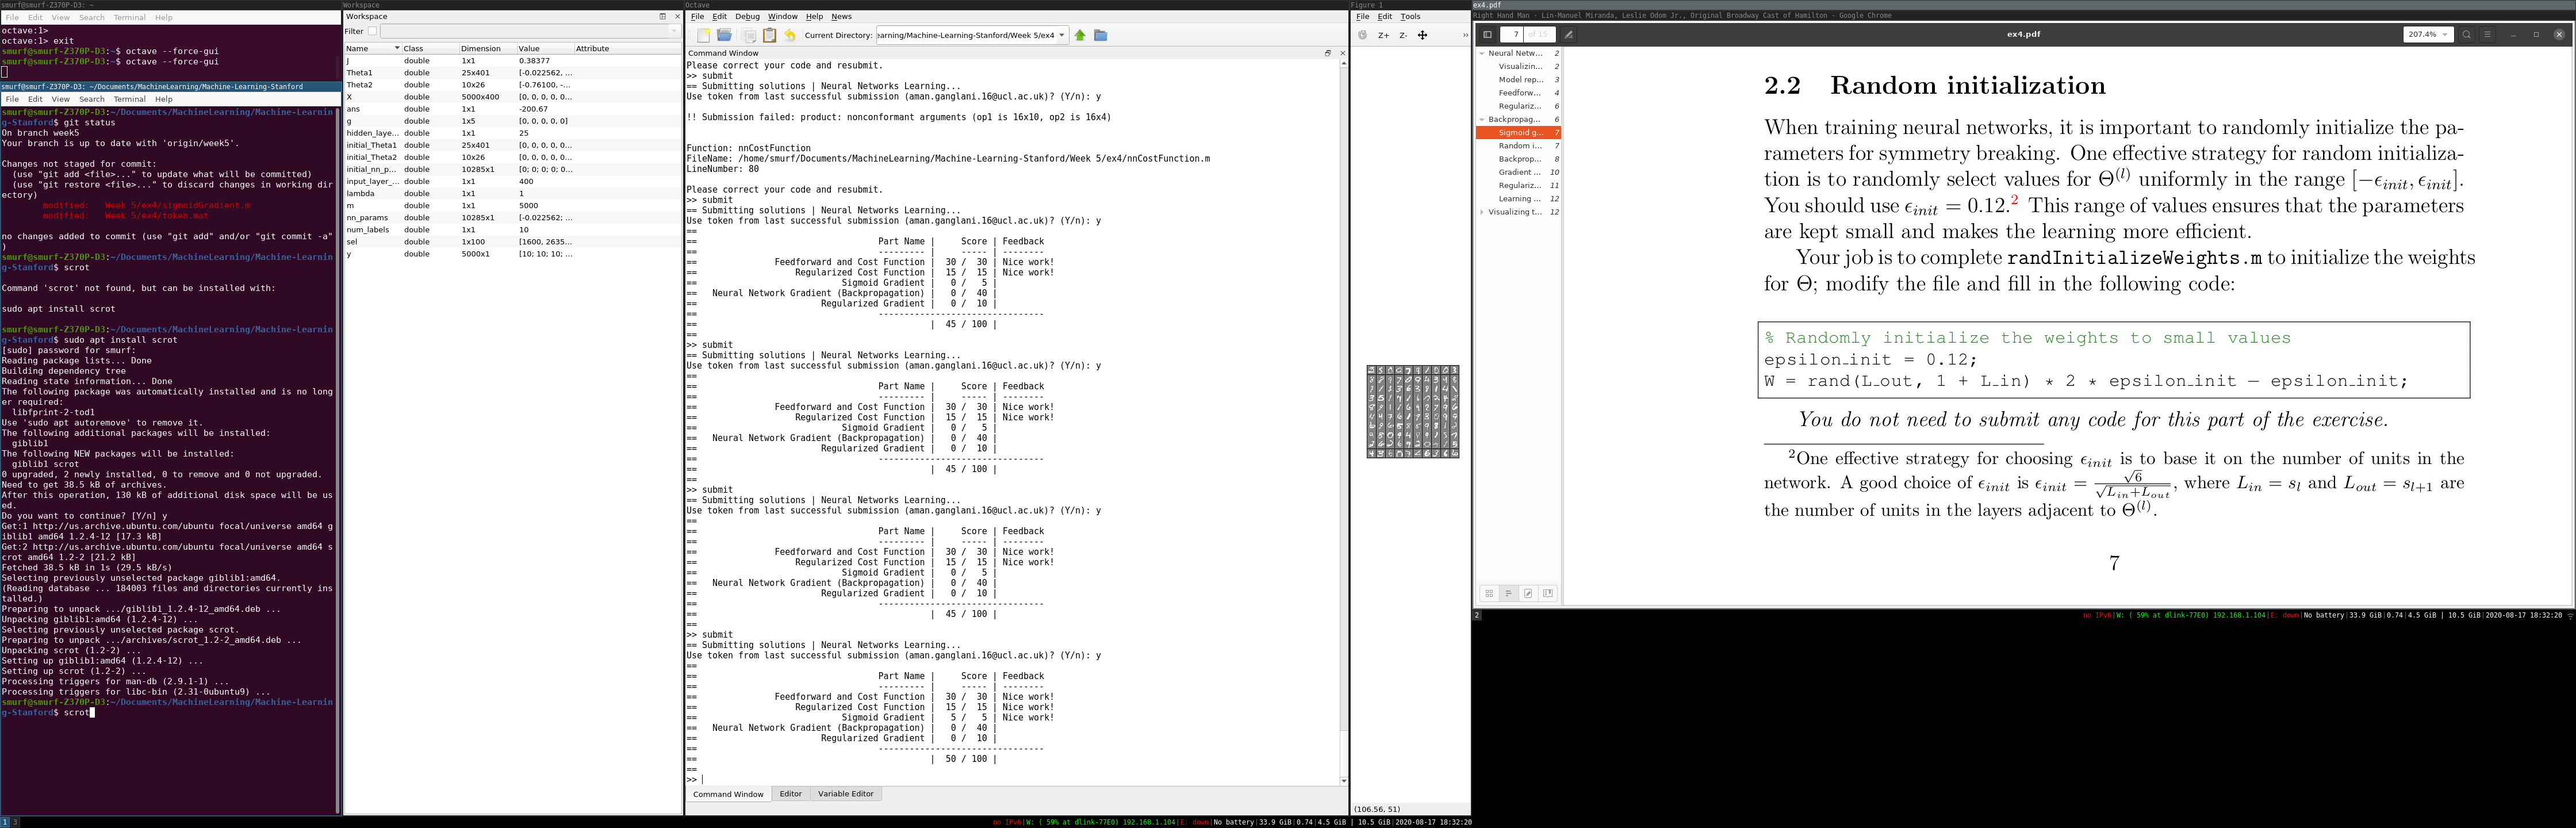 smurf@smurf-Z370P-D3: ~
File Edit View Search Terminal Help
octave:1>
octave:1> exit
smurf@smurf-Z370P-D3:~$ octave --force-gui
smurf@smurf-Z370P-D3:~$ octave --force-gui
smurf@smurf-Z370P-D3: ~/Documents/MachineLearning/Machine-Learning-Stanford
File Edit View Search Terminal Help
smurf@smurf-Z370P-D3:~/Documents/MachineLearning/Machine-Learnin
g-Stanford$ git status
On branch week5
Your branch is up to date with 'origin/week5'.
Changes not staged for commit:
(use "git add <file>..." to update what will be committed)
(use "git restore <file>..." to discard changes in working dir
ectory)
modified: Week 5/ex4/sigmoidGradient.m
modified: Week 5/ex4/token.mat
no changes added to commit (use "git add" and/or "git commit -a"
)
smurf@smurf-Z370P-D3:~/Documents/MachineLearning/Machine-Learnin
g-Stanford$ scrot
Command 'scrot' not found, but can be installed with:
sudo apt install scrot
smurf@smurf-Z370P-D3:~/Documents/MachineLearning/Machine-Learnin
g-Stanford$ sudo apt install scrot
[sudo] password for smurf:
Reading package lists... Done
Building dependency tree
Reading state information... Done
The following package was automatically installed and is no long
er required:
libfprint-2-tod1
Use 'sudo apt autoremove' to remove it.
The following additional packages will be installed:
giblib1
The following NEW packages will be installed:
giblib1 scrot
0 upgraded, 2 newly installed, 0 to remove and 0 not upgraded.
Need to get 38.5 kB of archives.
After this operation, 130 kB of additional disk space will be us
ed.
Do you want to continue? [Y/n] y
Get:1 http://us.archive.ubuntu.com/ubuntu focal/universe amd64 g
iblib1 amd64 1.2.4-12 [17.3 kB]
Get:2 http://us.archive.ubuntu.com/ubuntu focal/universe amd64 s
crot amd64 1.2-2 [21.2 kB]
Fetched 38.5 kB in 1s (29.5 kB/s)
Selecting previously unselected package giblib1:amd64.
(Reading database ... 184003 files and directories currently ins
talled.)
Preparing to unpack .../giblib1_1.2.4-12_amd64.deb ...
Unpacking giblib1:amd64 (1.2.4-12) ...
Selecting previously unselected package scrot.
Preparing to unpack .../archives/scrot_1.2-2_amd64.deb ...
Unpacking scrot (1.2-2) ...
Setting up giblib1:amd64 (1.2.4-12) ...
Setting up scrot (1.2-2) ...
Processing triggers for man-db (2.9.1-1) ...
Processing triggers for libc-bin (2.31-0ubuntu9) ...
smurf@smurf-Z370P-D3:~/Documents/MachineLearning/Machine-Learnin
g-Stanford$ scrot
1 3
Workspace
Workspace
Filter
Name Class Dimension Value Attribute
J double 1x1 0.38377
Theta1 double 25x401 [-0.022562, ...
Theta2 double 10x26 [-0.76100, -...
X double 5000x400 [0, 0, 0, 0, 0...
ans double 1x1 -200.67
g double 1x5 [0, 0, 0, 0, 0]
hidden_laye... double 1x1 25
initial_Theta1 double 25x401 [0, 0, 0, 0, 0...
initial_Theta2 double 10x26 [0, 0, 0, 0, 0...
initial_nn_p... double 10285x1 [0; 0; 0; 0; 0...
input_layer_... double 1x1 400
lambda double 1x1 1
m double 1x1 5000
nn_params double 10285x1 [-0.022562; ...
num_labels double 1x1 10
sel double 1x100 [1600, 2635...
y double 5000x1 [10; 10; 10; ...
Octave
File Edit Debug Window Help News
Current Directory: earning/Machine-Learning-Stanford/Week 5/ex4
Command Window
Please correct your code and resubmit.
>> submit
== Submitting solutions | Neural Networks Learning...
Use token from last successful submission (aman.ganglani.16@ucl.ac.uk)? (Y/n): y
!! Submission failed: product: nonconformant arguments (op1 is 16x10, op2 is 16x4)
Function: nnCostFunction
FileName: /home/smurf/Documents/MachineLearning/Machine-Learning-Stanford/Week 5/ex4/nnCostFunction.m
LineNumber: 80
Please correct your code and resubmit.
>> submit
== Submitting solutions | Neural Networks Learning...
Use token from last successful submission (aman.ganglani.16@ucl.ac.uk)? (Y/n): y
==
== Part Name | Score | Feedback
== --------- | ----- | --------
== Feedforward and Cost Function | 30 / 30 | Nice work!
== Regularized Cost Function | 15 / 15 | Nice work!
== Sigmoid Gradient | 0 / 5 |
== Neural Network Gradient (Backpropagation) | 0 / 40 |
== Regularized Gradient | 0 / 10 |
== --------------------------------
== | 45 / 100 |
==
>> submit
== Submitting solutions | Neural Networks Learning...
Use token from last successful submission (aman.ganglani.16@ucl.ac.uk)? (Y/n): y
==
== Part Name | Score | Feedback
== --------- | ----- | --------
== Feedforward and Cost Function | 30 / 30 | Nice work!
== Regularized Cost Function | 15 / 15 | Nice work!
== Sigmoid Gradient | 0 / 5 |
== Neural Network Gradient (Backpropagation) | 0 / 40 |
== Regularized Gradient | 0 / 10 |
== --------------------------------
== | 45 / 100 |
==
>> submit
== Submitting solutions | Neural Networks Learning...
Use token from last successful submission (aman.ganglani.16@ucl.ac.uk)? (Y/n): y
==
== Part Name | Score | Feedback
== --------- | ----- | --------
== Feedforward and Cost Function | 30 / 30 | Nice work!
== Regularized Cost Function | 15 / 15 | Nice work!
== Sigmoid Gradient | 0 / 5 |
== Neural Network Gradient (Backpropagation) | 0 / 40 |
== Regularized Gradient | 0 / 10 |
== --------------------------------
== | 45 / 100 |
==
>> submit
== Submitting solutions | Neural Networks Learning...
Use token from last successful submission (aman.ganglani.16@ucl.ac.uk)? (Y/n): y
==
== Part Name | Score | Feedback
== --------- | ----- | --------
== Feedforward and Cost Function | 30 / 30 | Nice work!
== Regularized Cost Function | 15 / 15 | Nice work!
== Sigmoid Gradient | 5 / 5 | Nice work!
== Neural Network Gradient (Backpropagation) | 0 / 40 |
== Regularized Gradient | 0 / 10 |
== --------------------------------
== | 50 / 100 |
==
>>
Command Window Editor Variable Editor
Figure 1
File Edit Tools
Z+ Z-
(106.56, 51)
no IPv6|W: ( 59% at dlink-77E0) 192.168.1.104|E: down|No battery|33.9 GiB|0.74|4.5 GiB | 10.5 GiB|2020-08-17 18:32:20
ex4.pdf
Right Hand Man · Lin-Manuel Miranda, Leslie Odom Jr., Original Broadway Cast of Hamilton - Google Chrome
7 of 15
ex4.pdf
207.4%
Neural Netw... 2
Visualizin... 2
Model rep... 3
Feedforw... 4
Regulariz... 6
Backpropag... 6
Sigmoid g... 7
Random i... 7
Backprop... 8
Gradient ... 10
Regulariz... 11
Learning ... 12
Visualizing t... 12
2.2 Random initialization
When training neural networks, it is important to randomly initialize the pa-
rameters for symmetry breaking. One effective strategy for random initializa-
tion is to randomly select values for Θ(l) uniformly in the range [−ϵinit, ϵinit].
You should use ϵinit = 0.12.2 This range of values ensures that the parameters
are kept small and makes the learning more efficient.
Your job is to complete randInitializeWeights.m to initialize the weights
for Θ; modify the file and fill in the following code:
% Randomly initialize the weights to small values
epsilon_init = 0.12;
W = rand(L_out, 1 + L_in) * 2 * epsilon_init − epsilon_init;
You do not need to submit any code for this part of the exercise.
2One effective strategy for choosing ϵinit is to base it on the number of units in the
network. A good choice of ϵinit is ϵinit = √6/√Lin+Lout, where Lin = sl and Lout = sl+1 are
the number of units in the layers adjacent to Θ(l).
7
2
no IPv6|W: ( 59% at dlink-77E0) 192.168.1.104|E: down|No battery|33.9 GiB|0.74|4.5 GiB | 10.5 GiB|2020-08-17 18:32:20